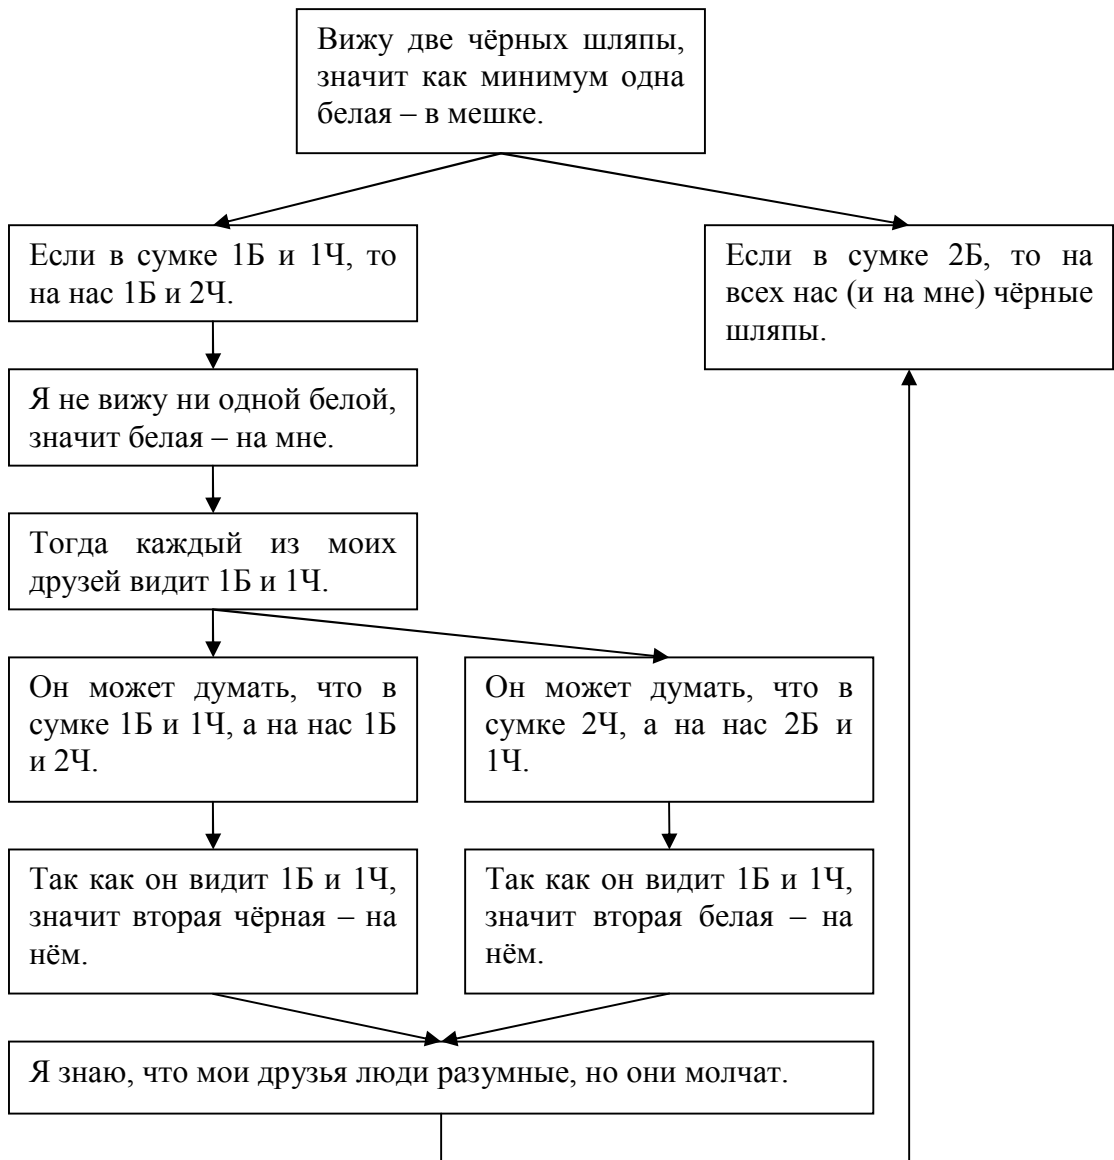 Вижу две чёрных шляпы,
значит как минимум одна
белая – в мешке.
Если в сумке 1Б и 1Ч, то
на нас 1Б и 2Ч.
Если в сумке 2Б, то на
всех нас (и на мне) чёрные
шляпы.
Я не вижу ни одной белой,
значит белая – на мне.
Тогда каждый из моих
друзей видит 1Б и 1Ч.
Он может думать, что в
сумке 1Б и 1Ч, а на нас 1Б
и 2Ч.
Он может думать, что в
сумке 2Ч, а на нас 2Б и
1Ч.
Так как он видит 1Б и 1Ч,
значит вторая чёрная – на
нём.
Так как он видит 1Б и 1Ч,
значит вторая белая – на
нём.
Я знаю, что мои друзья люди разумные, но они молчат.